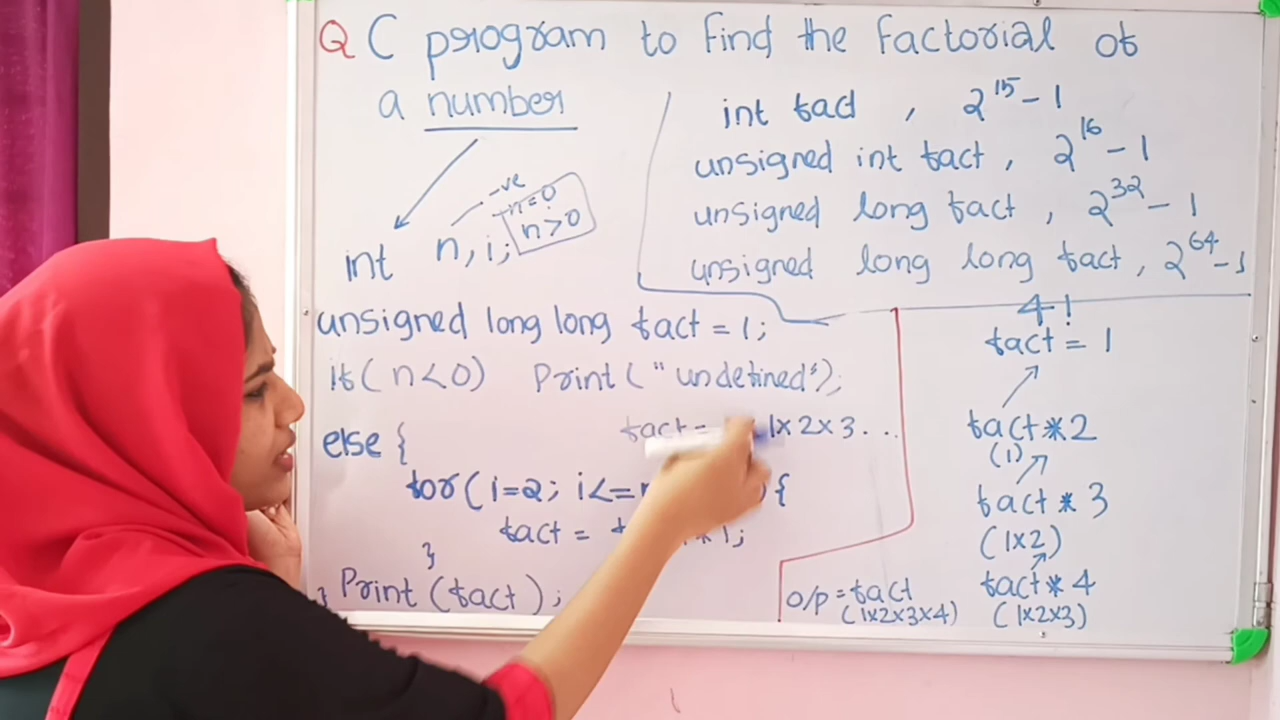 Q C program to find the factorial of
a number
int fact , 2^15 - 1
unsigned int fact , 2^16 - 1
unsigned long fact , 2^32 - 1
unsigned long long fact , 2^64 - 1
-ve
n=0
n>0
int n, i;
unsigned long long fact = 1;
if( n<0) Print ( "undefined");
fact = 1x2x3...
else {
for( i=2; i<=n {
fact = i;
}
} Print (fact) ;
4!
fact = 1
fact*2
(1)
fact * 3
(1x2)
fact*4
(1x2x3)
o/p = fact
(1x2x3x4)